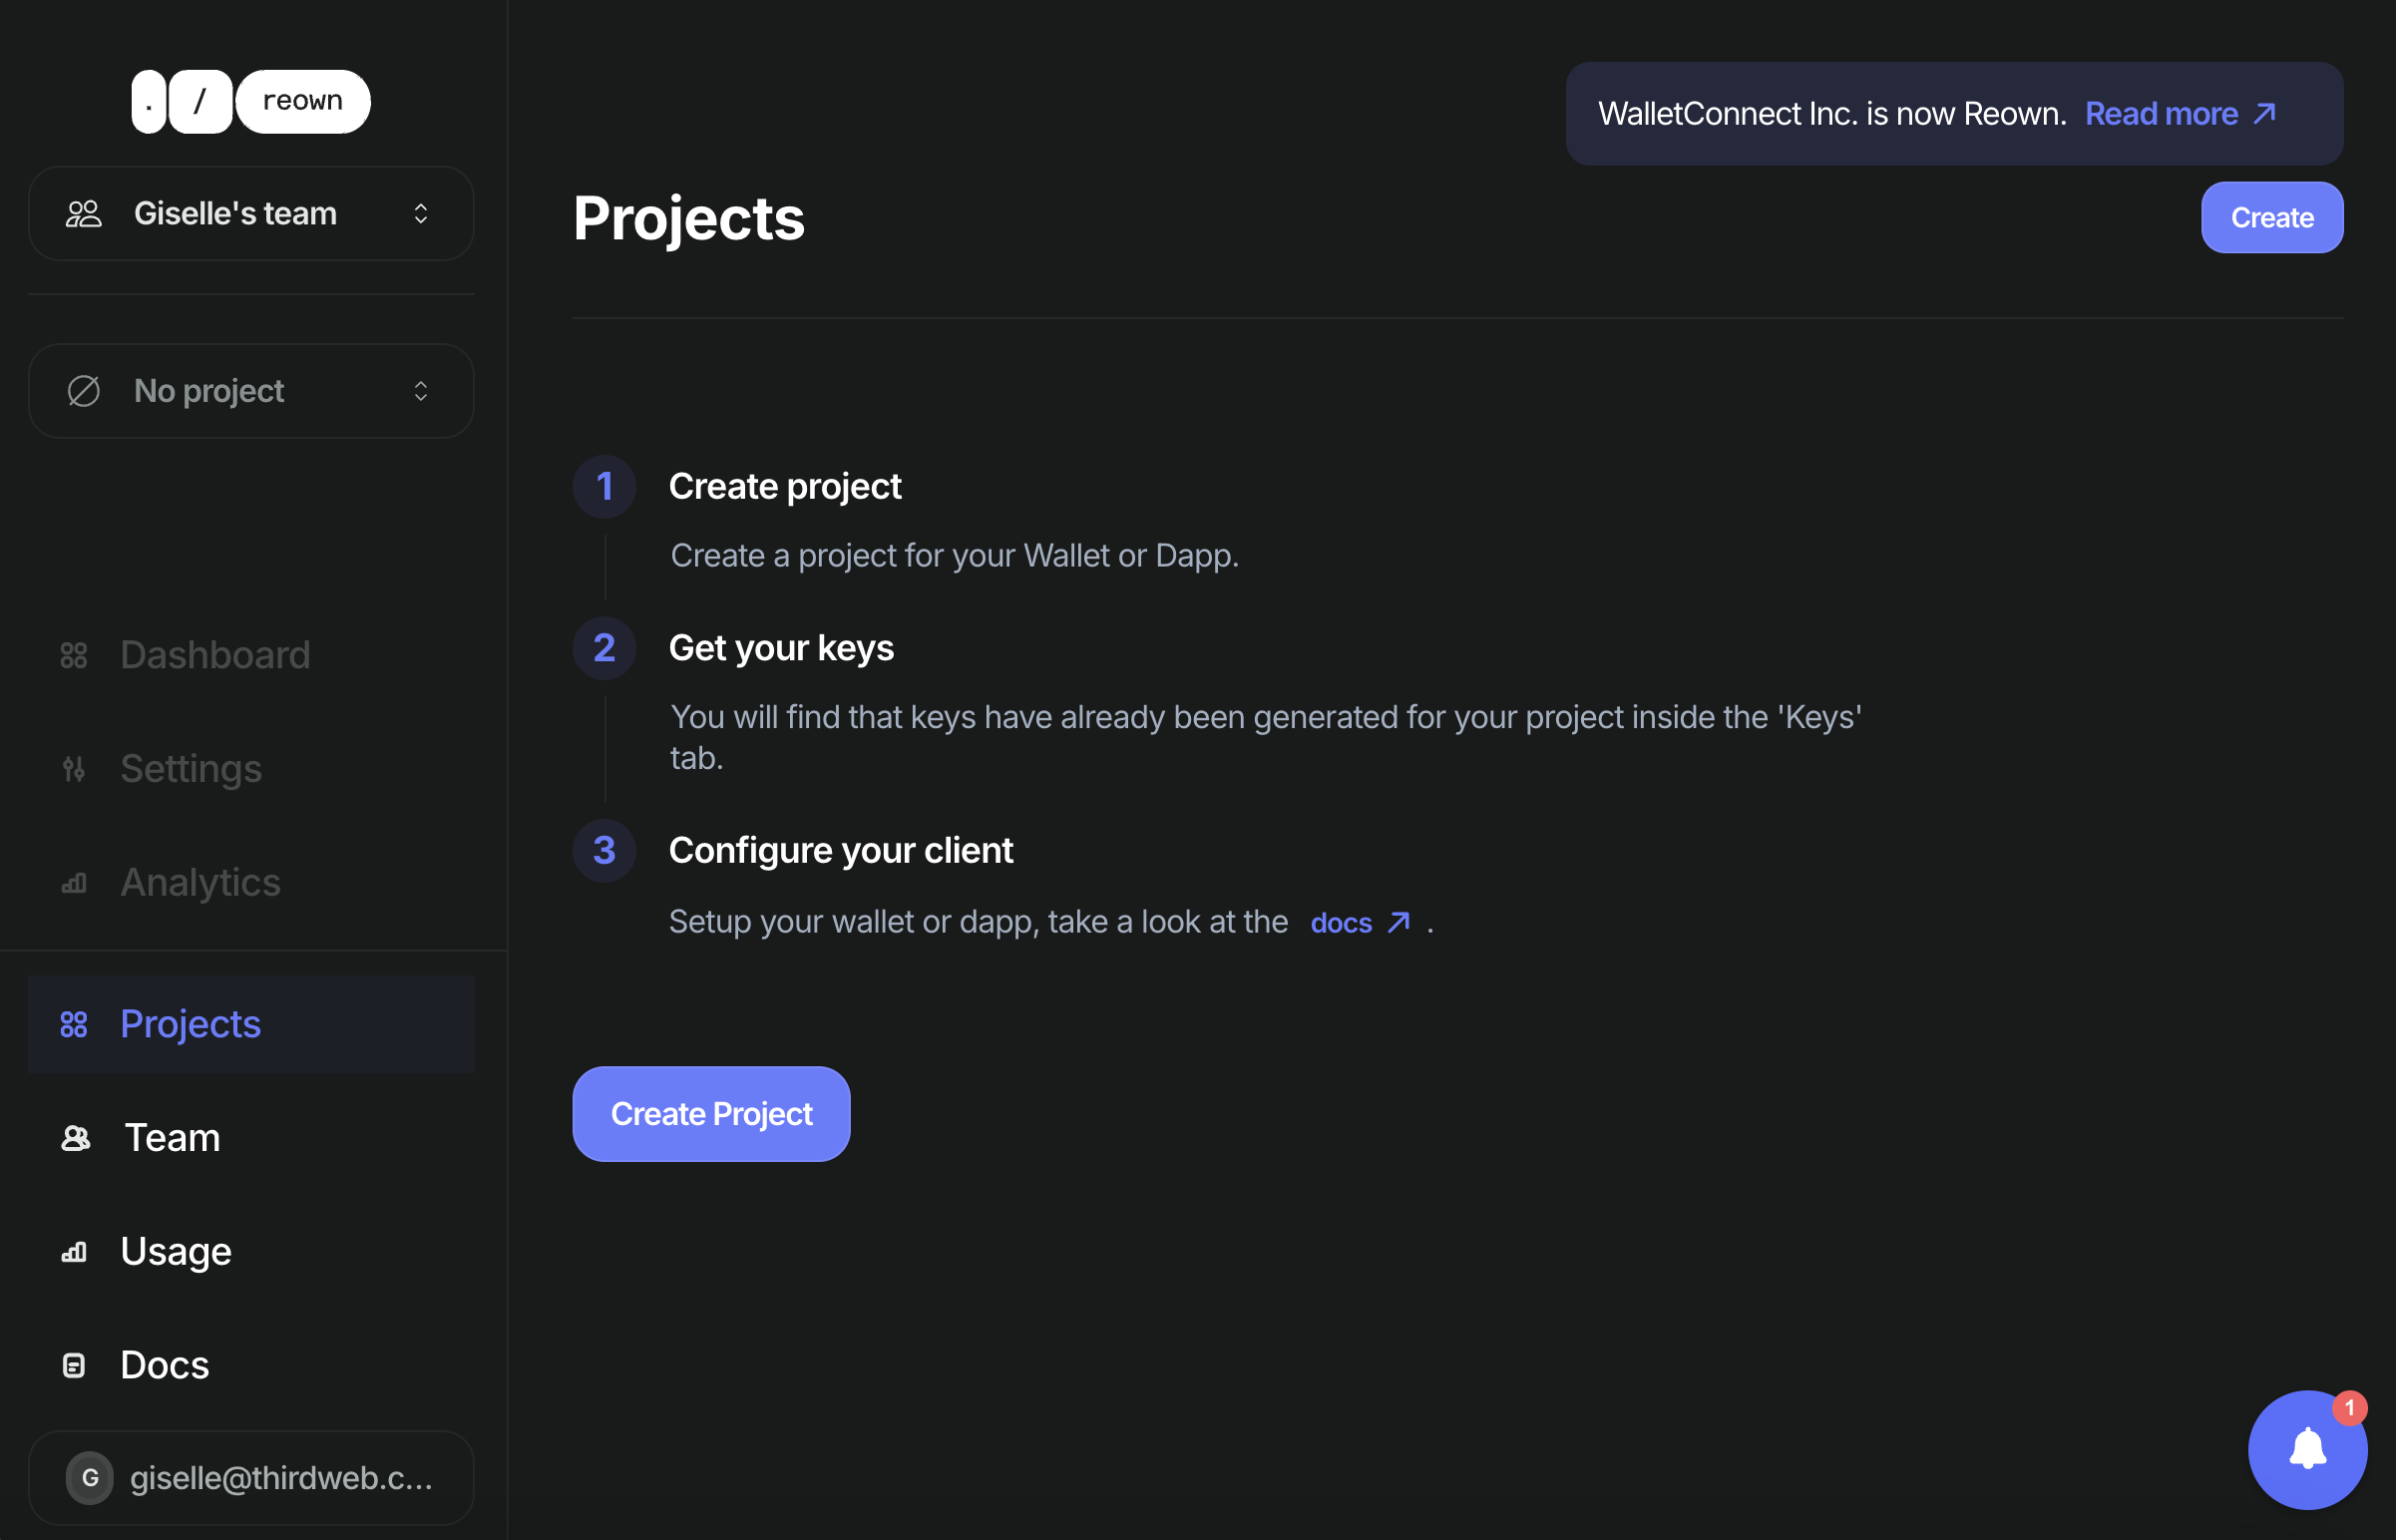 . / reown
Giselle's team
No project
Dashboard
Settings
Analytics
Projects
Team
Usage
Docs
G giselle@thirdweb.c...
WalletConnect Inc. is now Reown. Read more
Projects
Create
1 Create project
Create a project for your Wallet or Dapp.
2 Get your keys
You will find that keys have already been generated for your project inside the 'Keys'
tab.
3 Configure your client
Setup your wallet or dapp, take a look at the docs .
Create Project
1